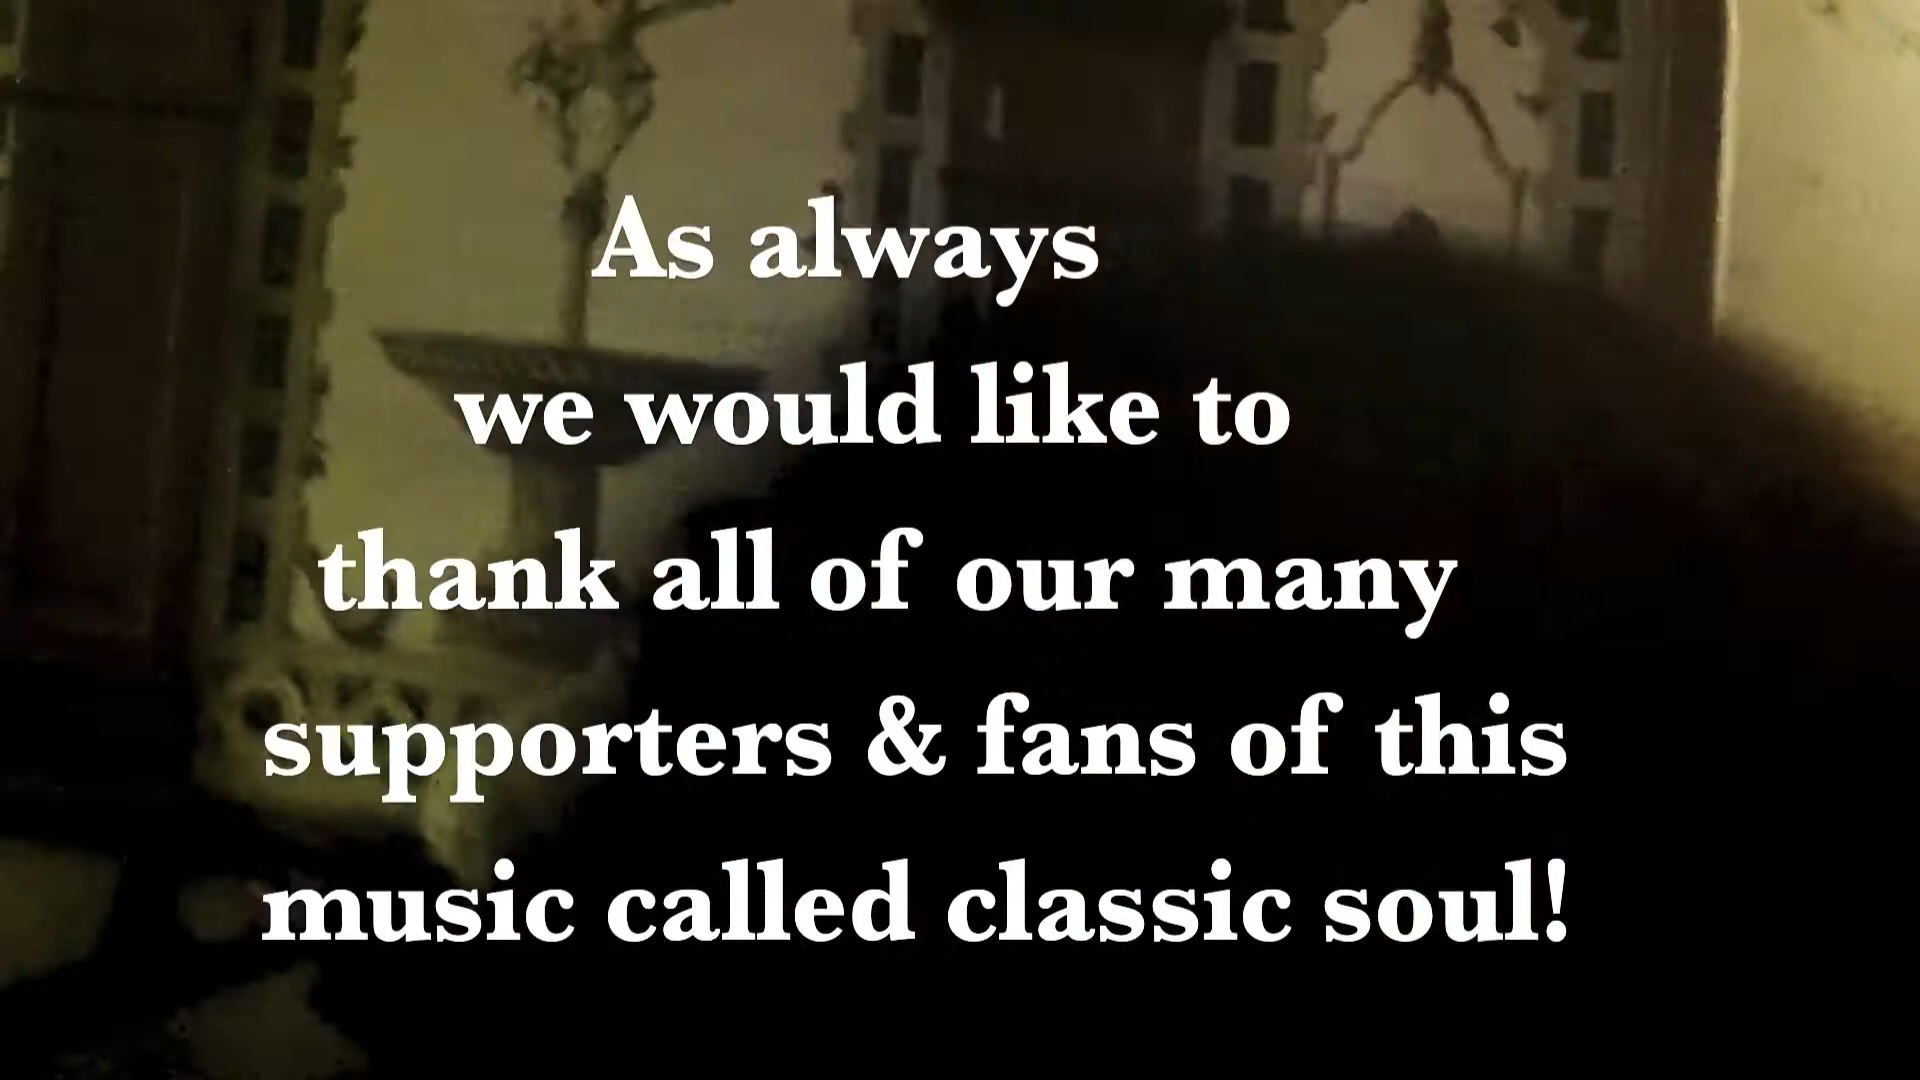 As always
we would like to
thank all of our many
supporters & fans of this
music called classic soul!